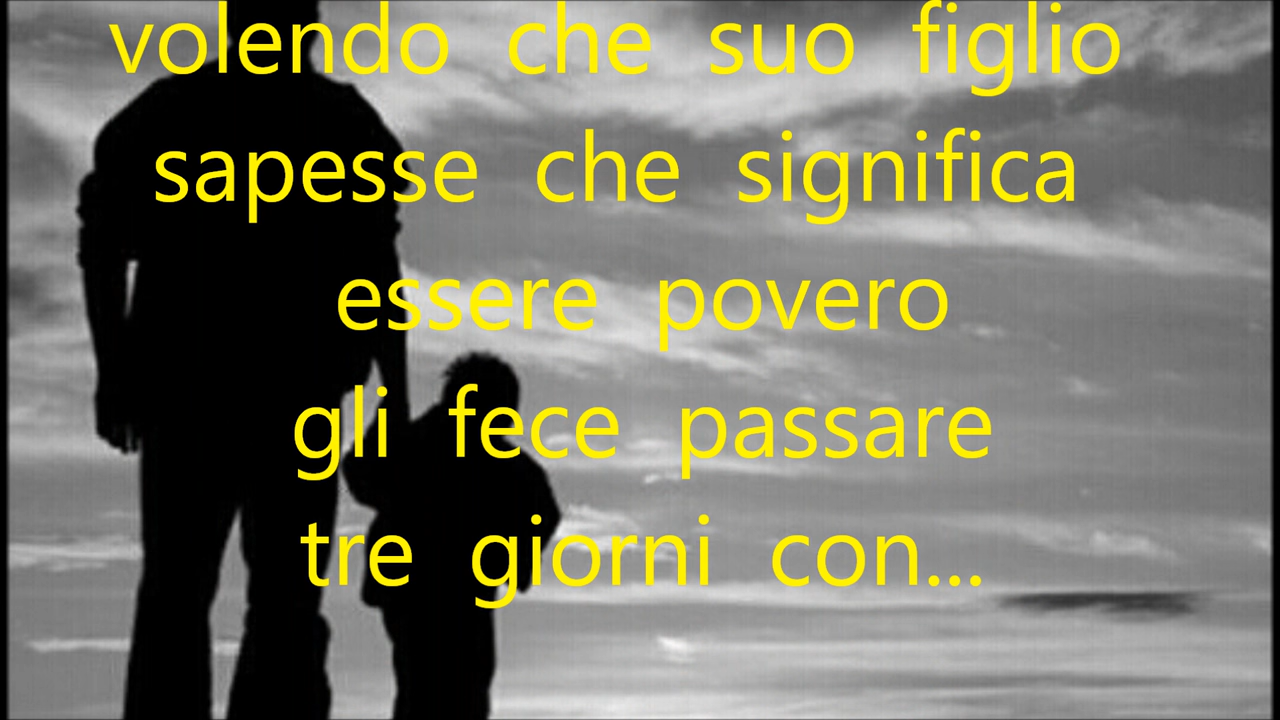 volendo che suo figlio
sapesse che significa
essere povero
gli fece passare
tre giorni con...